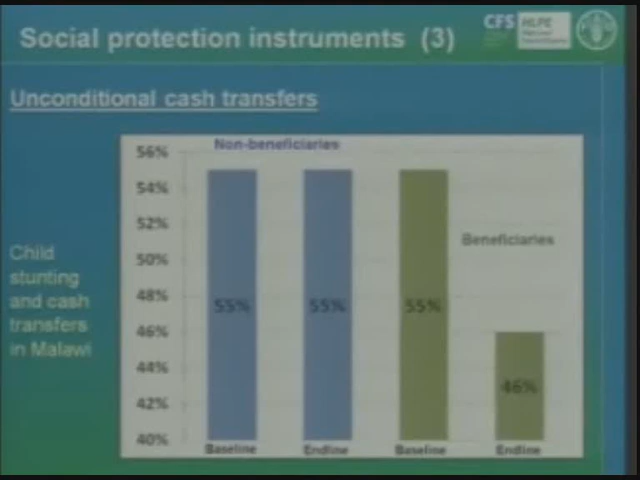 Social protection instruments (3)
CFS
HLPE
Unconditional cash transfers
Child
stunting
and cash
transfers
in Malawi
56%
54%
52%
50%
48%
46%
44%
42%
40%
Non-beneficiaries
Beneficiaries
55%
55%
55%
46%
Baseline
Endline
Baseline
Endline